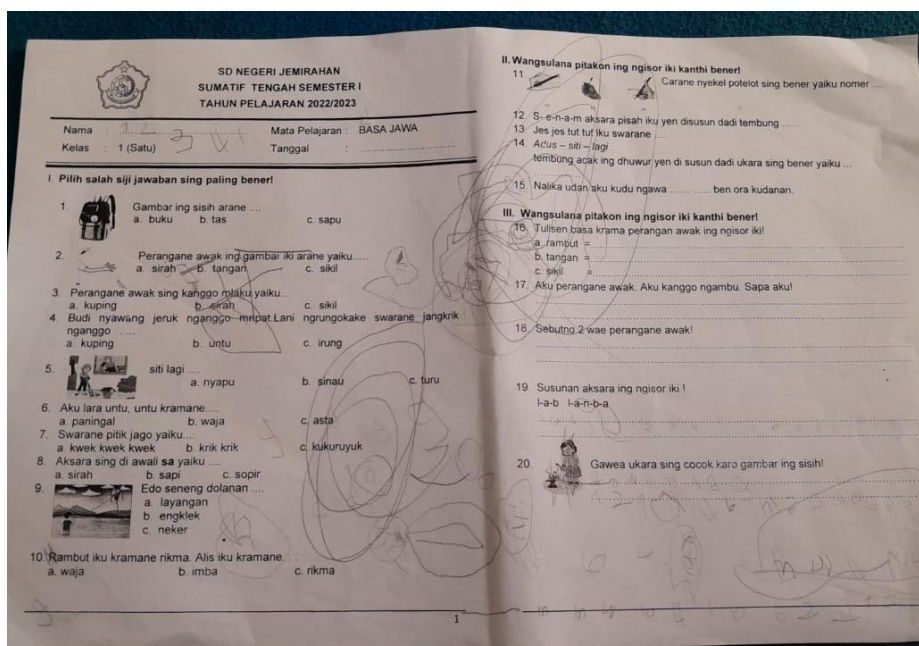 SD NEGERI JEMIRAHAN
SUMATIF TENGAH SEMESTER I
TAHUN PELAJARAN 2022/2023
Nama :
Mata Pelajaran : BASA JAWA
Kelas : 1 (Satu)
Tanggal : ....................
I. Pilih salah siji jawaban sing paling bener!
1. Gambar ing sisih arane ....
a. buku b. tas c. sapu
2. Perangane awak ing gambar iki arane yaiku.....
a. sirah b. tangan c. sikil
3. Perangane awak sing kanggo mlaku yaiku...
a. kuping b. sirah c. sikil
4. Budi nyawang jeruk nganggo mripat.Lani ngrungokake swarane jangkrik
nganggo ......
a. kuping b. untu c. irung
5. siti lagi ....
a. nyapu b. sinau c. turu
6. Aku lara untu, untu kramane....
a. paningal b. waja c. asta
7. Swarane pitik jago yaiku....
a. kwek kwek kwek b. krik krik c. kukuruyuk
8. Aksara sing di awali sa yaiku ....
a. sirah b. sapi c. sopir
9. Edo seneng dolanan ....
a. layangan
b. engklek
c. neker
10. Rambut iku kramane rikma. Alis iku kramane. . .
a. waja b. imba c. rikma
1
II. Wangsulana pitakon ing ngisor iki kanthi bener!
11 Carane nyekel potelot sing bener yaiku nomer ....
12. S- e-n-a-m aksara pisah iku yen disusun dadi tembung ......
13. Jes jes tut tut iku swarane ....
14. Adus – siti – lagi
tembung acak ing dhuwur yen di susun dadi ukara sing bener yaiku ...
15. Nalika udan aku kudu ngawa ........ ben ora kudanan.
III. Wangsulana pitakon ing ngisor iki kanthi bener!
16. Tulisen basa krama perangan awak ing ngisor iki!
a. rambut =
b. tangan =
c. sikil =
17. Aku perangane awak. Aku kanggo ngambu. Sapa aku!
18. Sebutno 2 wae perangane awak!
19 Susunan aksara ing ngisor iki !
l-a-b l-a-n-b-a
20. Gawea ukara sing cocok karo gambar ing sisih!